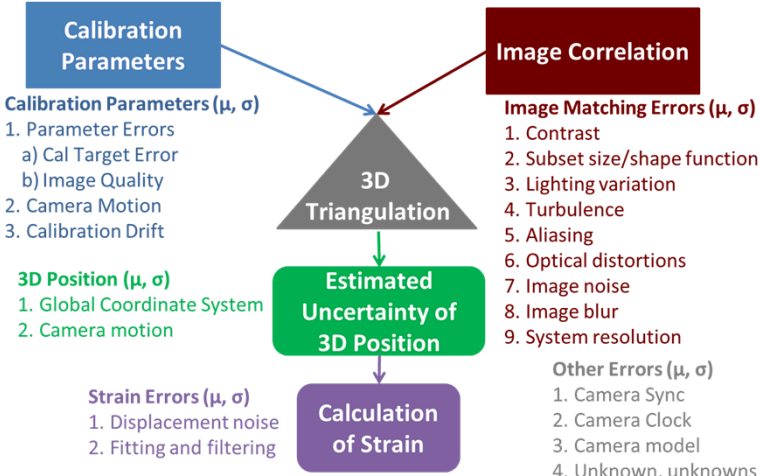 Calibration
Parameters
Image Correlation
Calibration Parameters (μ, σ)
1. Parameter Errors
a) Cal Target Error
b) Image Quality
2. Camera Motion
3. Calibration Drift
Image Matching Errors (μ, σ)
1. Contrast
2. Subset size/shape function
3. Lighting variation
4. Turbulence
5. Aliasing
6. Optical distortions
7. Image noise
8. Image blur
9. System resolution
3D
Triangulation
3D Position (μ, σ)
1. Global Coordinate System
2. Camera motion
Estimated
Uncertainty of
3D Position
Strain Errors (μ, σ)
1. Displacement noise
2. Fitting and filtering
Calculation
of Strain
Other Errors (μ, σ)
1. Camera Sync
2. Camera Clock
3. Camera model
4. Unknown, unknowns